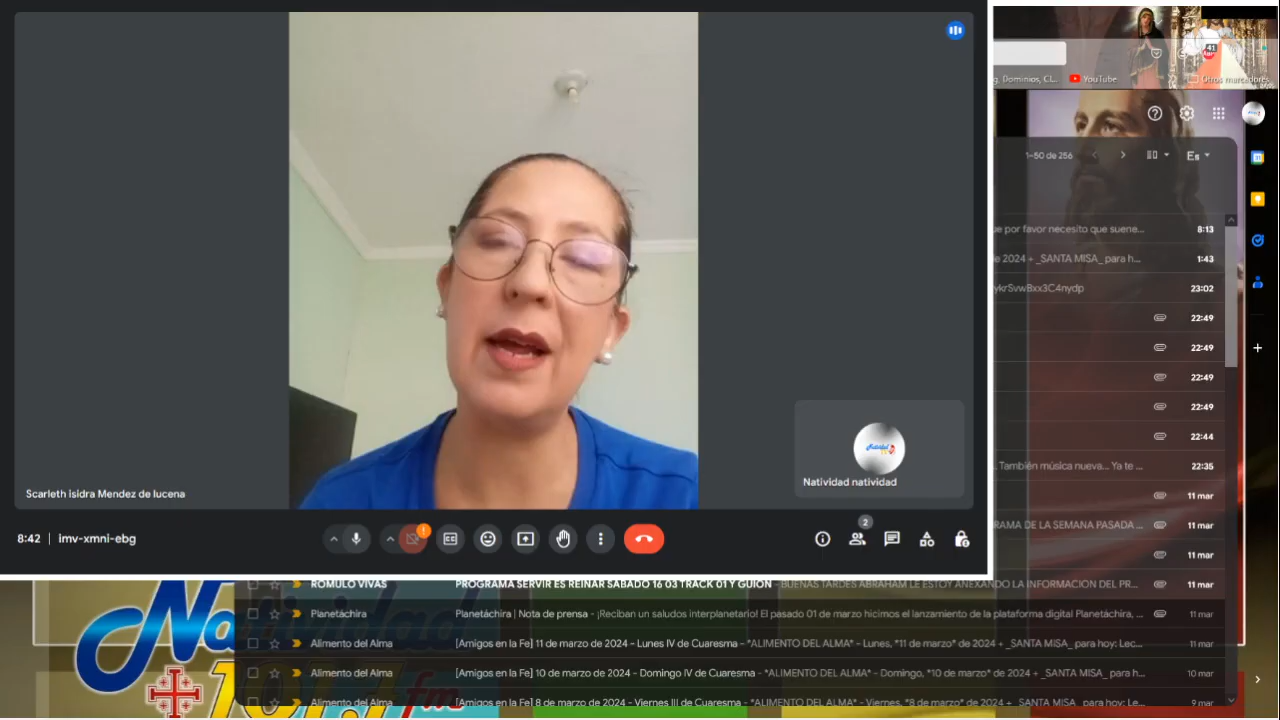 41
g, Dominios, Cl...
YouTube
Otros marcadores
1–50 de 256
Es
ue por favor necesito que suene...
8:13
e 2024 + _SANTA MISA_ para h...
1:43
ykrSvwBxx3C4nydp
23:02
22:49
22:49
22:49
22:49
22:44
. También música nueva... Ya te ...
22:35
11 mar
RAMA DE LA SEMANA PASADA ...
11 mar
11 mar
Scarleth isidra Mendez de lucena
Natividad natividad
8:42 | imv-xmni-ebg
CC
2
ROMULO VIVAS
PROGRAMA SERVIR ES REINAR SABADO 16 03 TRACK 01 Y GUION - BUENAS TARDES ABRAHAM LE ESTOY ANEXANDO LA INFORMACION DEL PR...
11 mar
Planetáchira
Planetáchira | Nota de prensa - ¡Reciban un saludos interplanetario! El pasado 01 de marzo hicimos el lanzamiento de la plataforma digital Planetáchira, ...
11 mar
Alimento del Alma
[Amigos en la Fe] 11 de marzo de 2024 - Lunes IV de Cuaresma - *ALIMENTO DEL ALMA* - Lunes, *11 de marzo* de 2024 + _SANTA MISA_ para hoy: Lec...
11 mar
Alimento del Alma
[Amigos en la Fe] 10 de marzo de 2024 - Domingo IV de Cuaresma - *ALIMENTO DEL ALMA* - Domingo, *10 de marzo* de 2024 + _SANTA MISA_ para h...
10 mar
Alimento del Alma
[Amigos en la Fe] 8 de marzo de 2024 - Viernes III de Cuaresma - *ALIMENTO DEL ALMA* - Viernes, *8 de marzo* de 2024 + _SANTA MISA_ para hoy: Le...
9 mar
fm